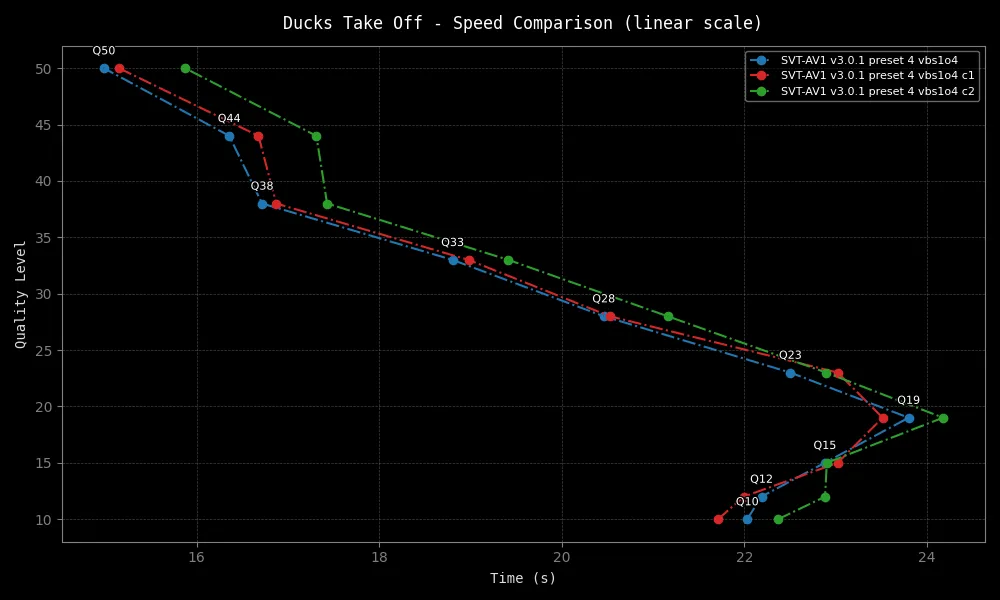 Ducks Take Off - Speed Comparison (linear scale)
SVT-AV1 v3.0.1 preset 4 vbs1o4
SVT-AV1 v3.0.1 preset 4 vbs1o4 c1
SVT-AV1 v3.0.1 preset 4 vbs1o4 c2
Quality Level
50
45
40
35
30
25
20
15
10
Q50
Q44
Q38
Q33
Q28
Q23
Q19
Q15
Q12
Q10
16
18
20
22
24
Time (s)